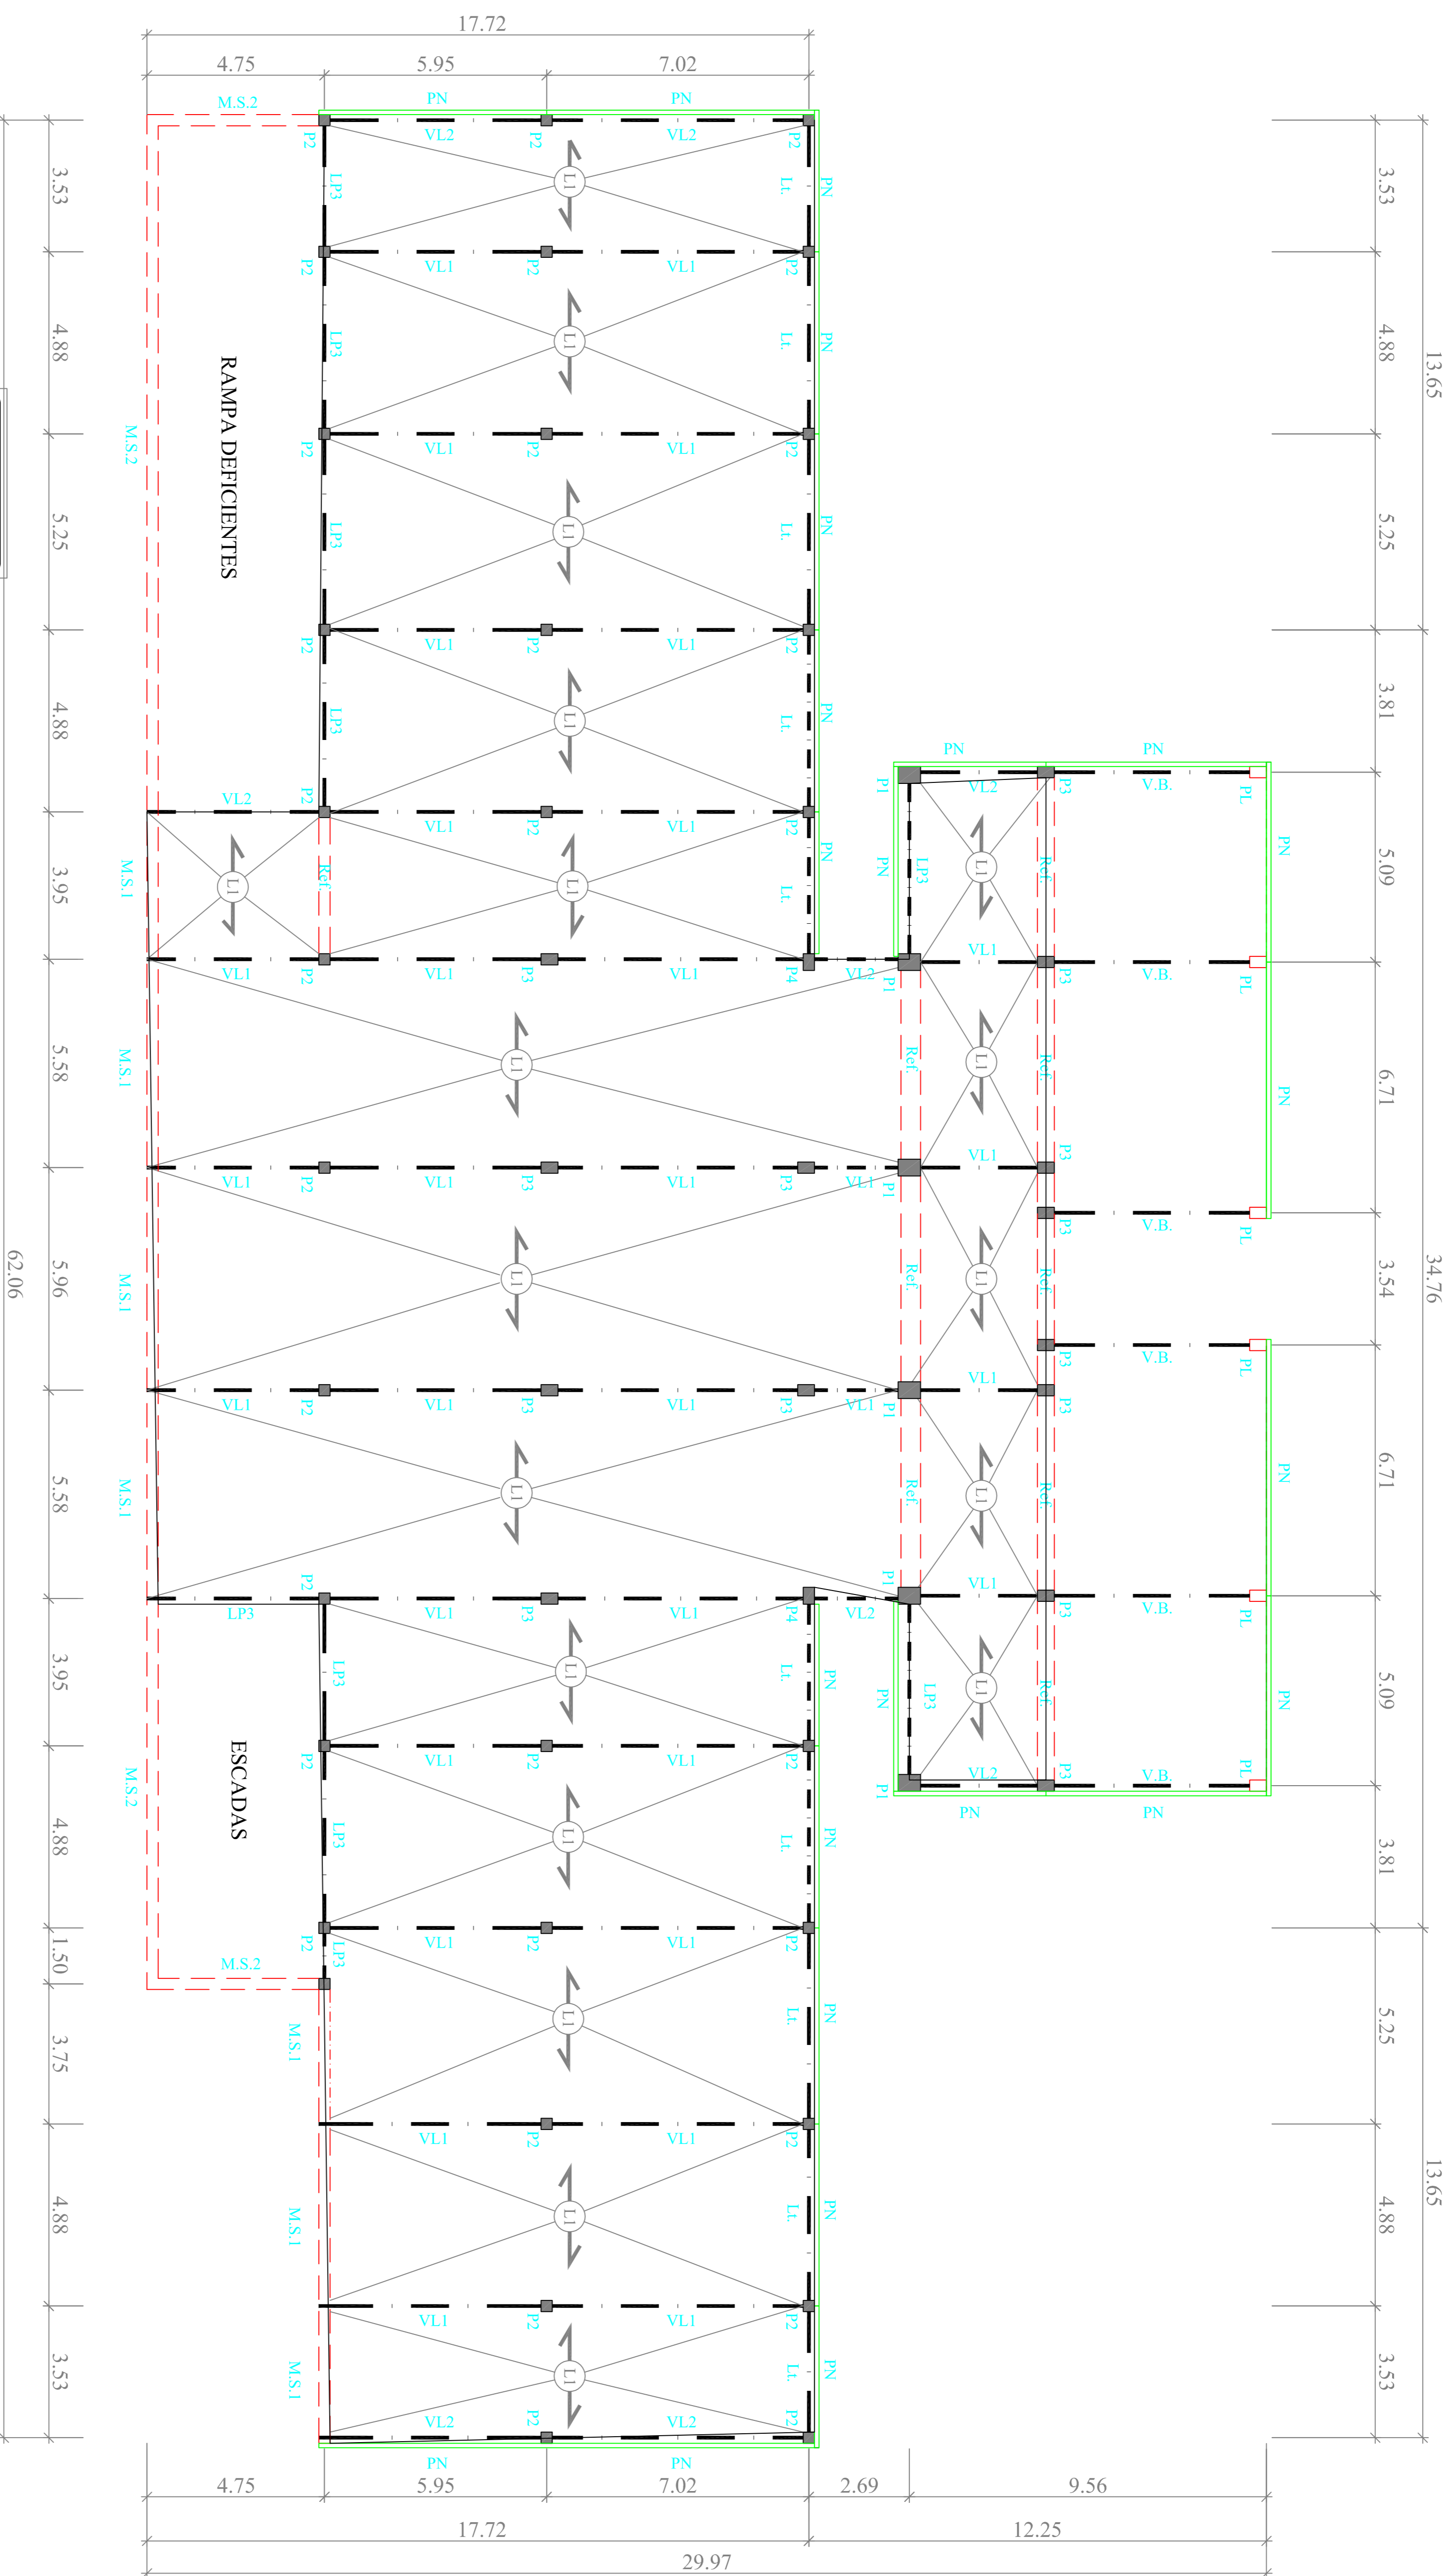 17.72
4.75 5.95 7.02
M.S.2 PN PN
P2 VL2 P2 VL2 P2
3.53 LP3 L1 Lt. PN 3.53
P2 VL1 P2 VL1 P2
4.88 LP3 L1 Lt. PN 4.88 13.65
RAMPA DEFICIENTES
M.S.2 P2 VL1 P2 VL1 P2
5.25 LP3 L1 Lt. PN 5.25
P2 VL1 P2 VL1 P2
4.88 LP3 L1 Lt. PN 3.81
PN PN
P1 VL2 P3 V.B. PL
VL2 P2 VL1 P2 VL1 P2
M.S.1 3.95 L1 Ref. L1 Lt. PN PN LP3 L1 Ref. PN 5.09
VL1 P2 VL1 P3 VL1 P4 VL2 P1 VL1 P3 V.B. PL
5.58 M.S.1 L1 Ref. L1 Ref. PN 6.71
VL1 P2 VL1 P3 VL1 P3 VL1 P1 VL1 P3
P3 V.B. PL
62.06 5.96 M.S.1 L1 Ref. L1 Ref. 3.54 34.76
P3 V.B. PL
VL1 P2 VL1 P3 VL1 P3 VL1 P1 VL1 P3
5.58 M.S.1 L1 Ref. L1 Ref. PN 6.71
LP3 P2 VL1 P3 VL1 P4 VL2 P1 VL1 P3 V.B. PL
3.95 LP3 L1 Lt. PN PN LP3 L1 Ref. PN 5.09
M.S.2 P2 VL1 P2 VL1 P2
P1 VL2 P3 V.B. PL
PN PN
ESCADAS
4.88 LP3 L1 Lt. PN 3.81
P2 VL1 P2 VL1 P2
1.50 LP3
M.S.2
L1 Lt. PN 5.25
3.75 M.S.1
VL1 P2 VL1 P2
4.88 M.S.1 L1 Lt. PN 4.88 13.65
VL1 P2 VL1 P2
3.53 M.S.1 L1 Lt. PN 3.53
VL2 P2 VL2 P2
PN PN
4.75 5.95 7.02 2.69 9.56
17.72 12.25
29.97